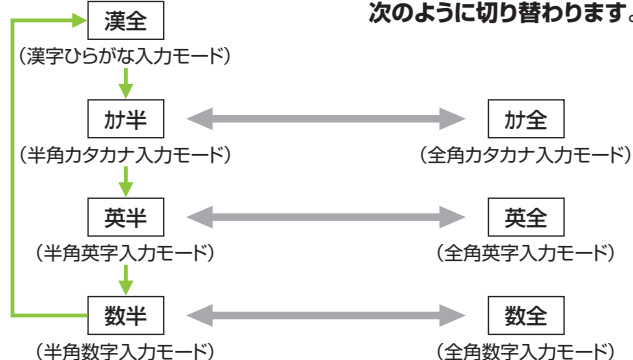 次のように切り替わります。
漢全
(漢字ひらがな入力モード)
ｶﾅ半 ｶﾅ全
(半角カタカナ入力モード) (全角カタカナ入力モード)
英半 英全
(半角英字入力モード) (全角英字入力モード)
数半 数全
(半角数字入力モード) (全角数字入力モード)